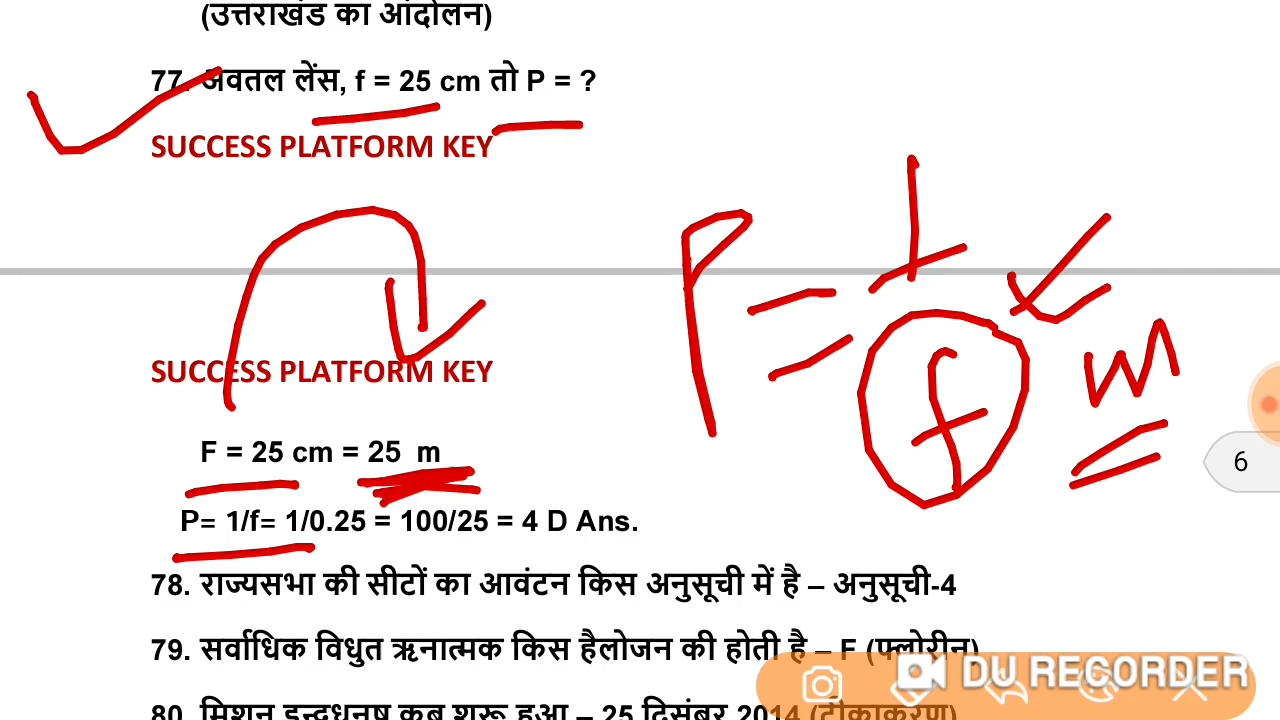 (उत्तराखंड का आंदोलन)
77. अवतल लेंस, f = 25 cm तो P = ?
SUCCESS PLATFORM KEY
P = 1
f
m
SUCCESS PLATFORM KEY
F = 25 cm = 25 m
6
P= 1/f= 1/0.25 = 100/25 = 4 D Ans.
78. राज्यसभा की सीटों का आवंटन किस अनुसूची में है – अनुसूची-4
79. सर्वाधिक विधुत ऋनात्मक किस हैलोजन की होती है – F (फ्लोरीन)
DU RECORDER
80. मिशन इन्द्रधनुष कब शुरू हुआ – 25 दिसंबर 2014 (टीकाकरण)